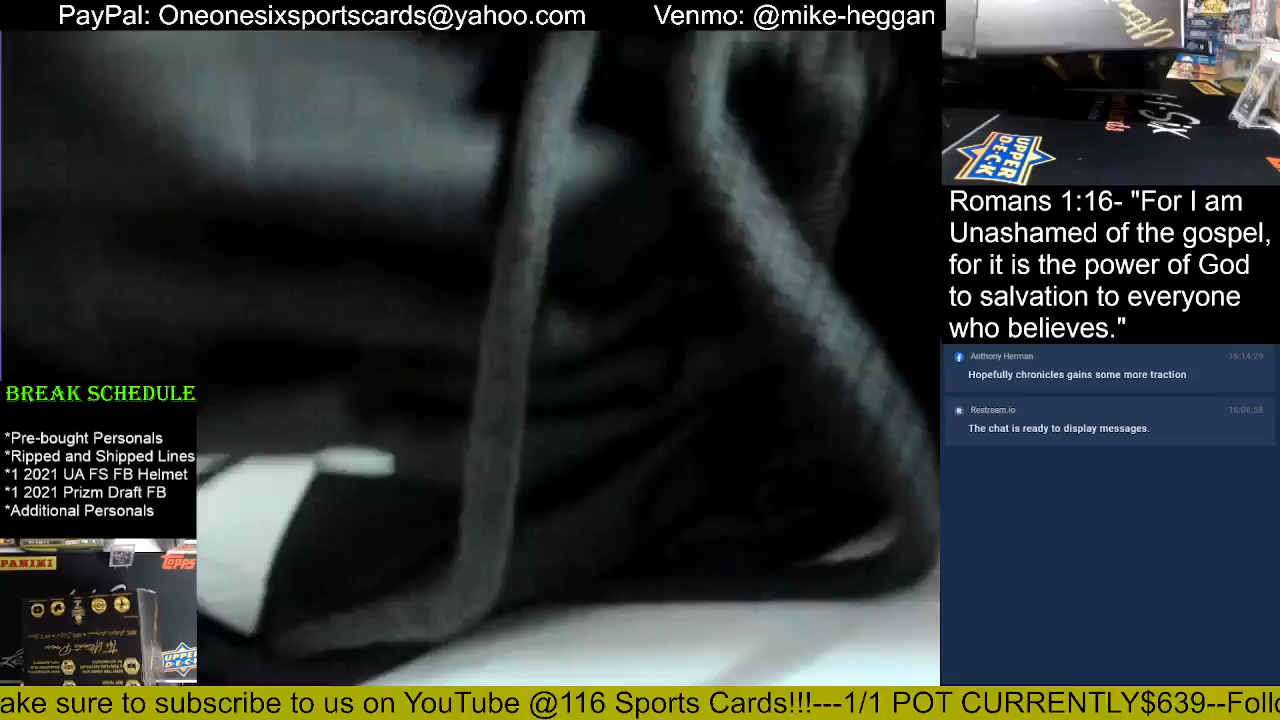 PayPal: Oneonesixsportscards@yahoo.com
Venmo: @mike-heggan
UPPER
D·E·C·K
Romans 1:16- "For I am
Unashamed of the gospel,
for it is the power of God
to salvation to everyone
who believes."
Anthony Herman 16:14:29
Hopefully chronicles gains some more traction
Restream.io 16:06:58
The chat is ready to display messages.
BREAK SCHEDULE
*Pre-bought Personals
*Ripped and Shipped Lines
*1 2021 UA FS FB Helmet
*1 2021 Prizm Draft FB
*Additional Personals
PANINI
Topps
UPPER
D·E·C·K
ake sure to subscribe to us on YouTube @116 Sports Cards!!!---1/1 POT CURRENTLY$639--Foll